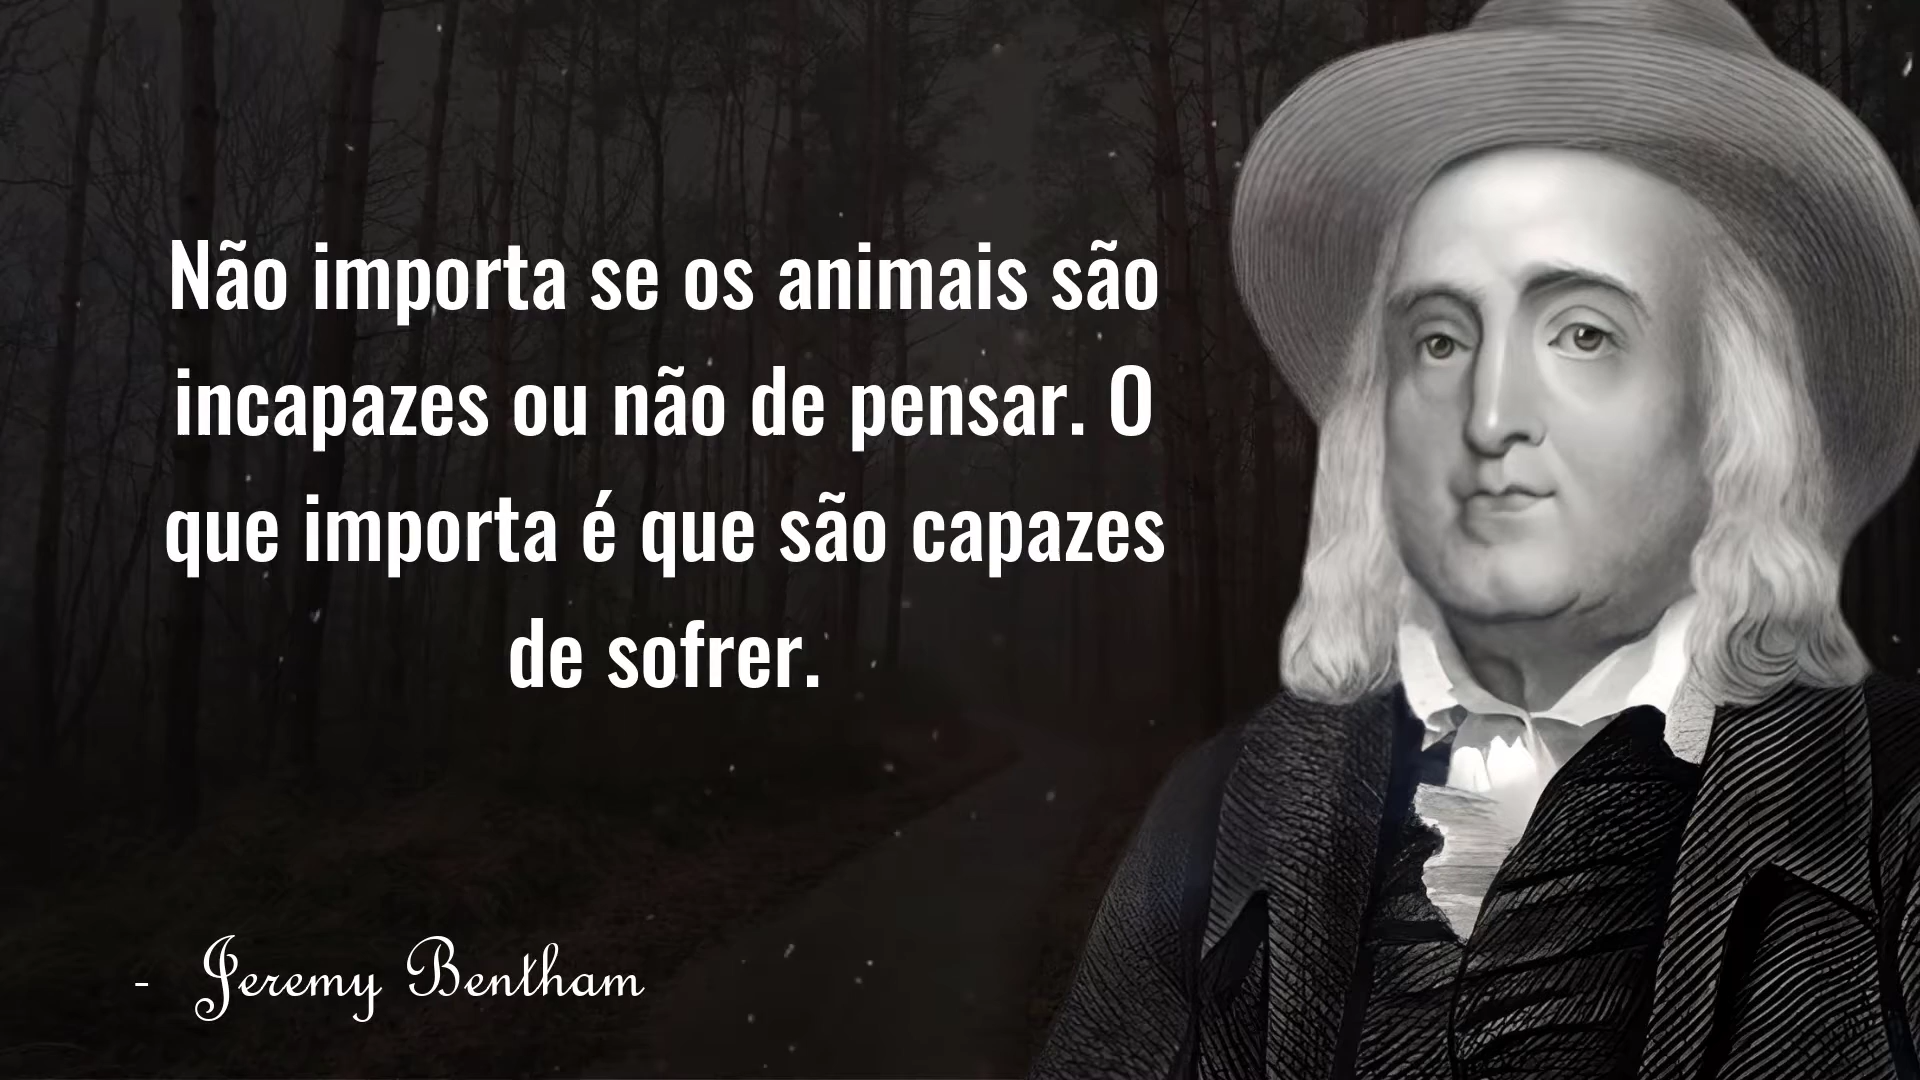 Não importa se os animais são
incapazes ou não de pensar. O
que importa é que são capazes
de sofrer.
- Jeremy Bentham